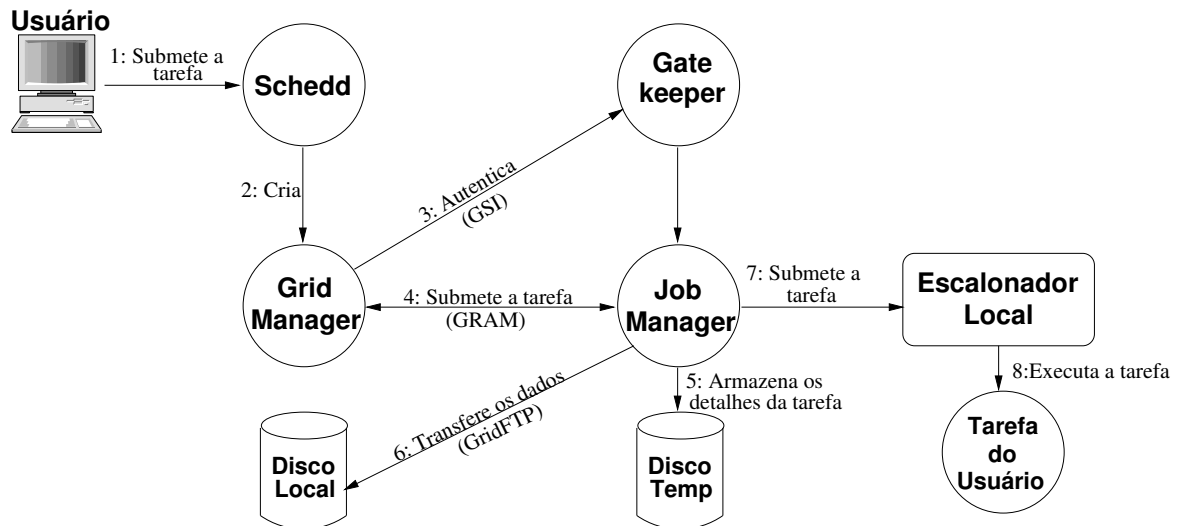 Usuário
1: Submete a
tarefa
Schedd
Gate
keeper
2: Cria
3: Autentica
(GSI)
Grid
Manager
4: Submete a tarefa
(GRAM)
Job
Manager
7: Submete a
tarefa
Escalonador
Local
6: Transfere os dados
(GridFTP)
5: Armazena os
detalhes da tarefa
8:Executa a tarefa
Disco
Local
Disco
Temp
Tarefa
do
Usuário